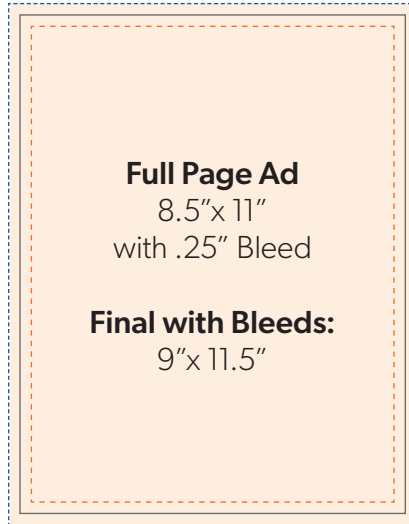 Full Page Ad
8.5”x 11”
with .25” Bleed
Final with Bleeds:
9”x 11.5”